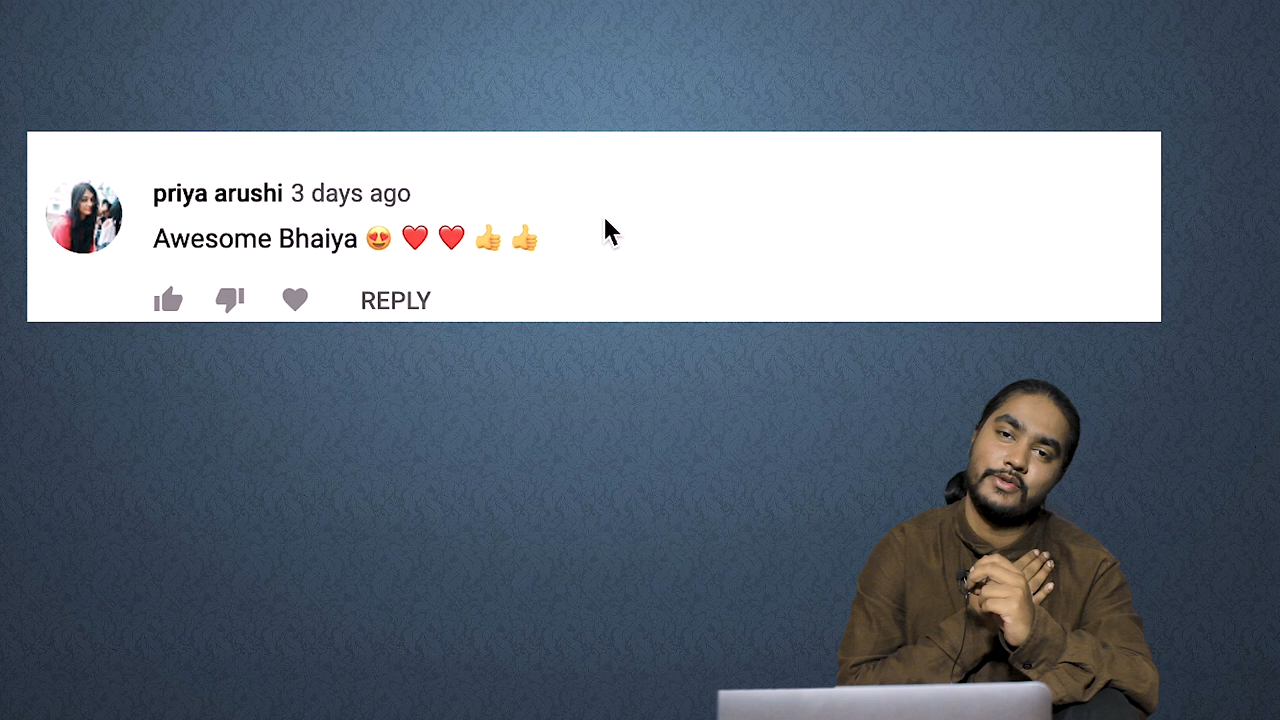 priya arushi 3 days ago
Awesome Bhaiya 😍 ❤️ ❤️ 👍 👍
REPLY